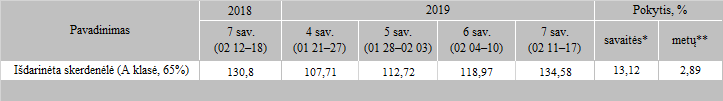 Pavadinimas
2018
2019
Pokytis, %
7 sav.
(02 12–18)
4 sav.
(01 21–27)
5 sav.
(01 28–02 03)
6 sav.
(02 04–10)
7 sav.
(02 11–17)
savaitės*
metų**
Išdarinėta skerdenėlė (A klasė, 65%)
130,8
107,71
112,72
118,97
134,58
13,12
2,89